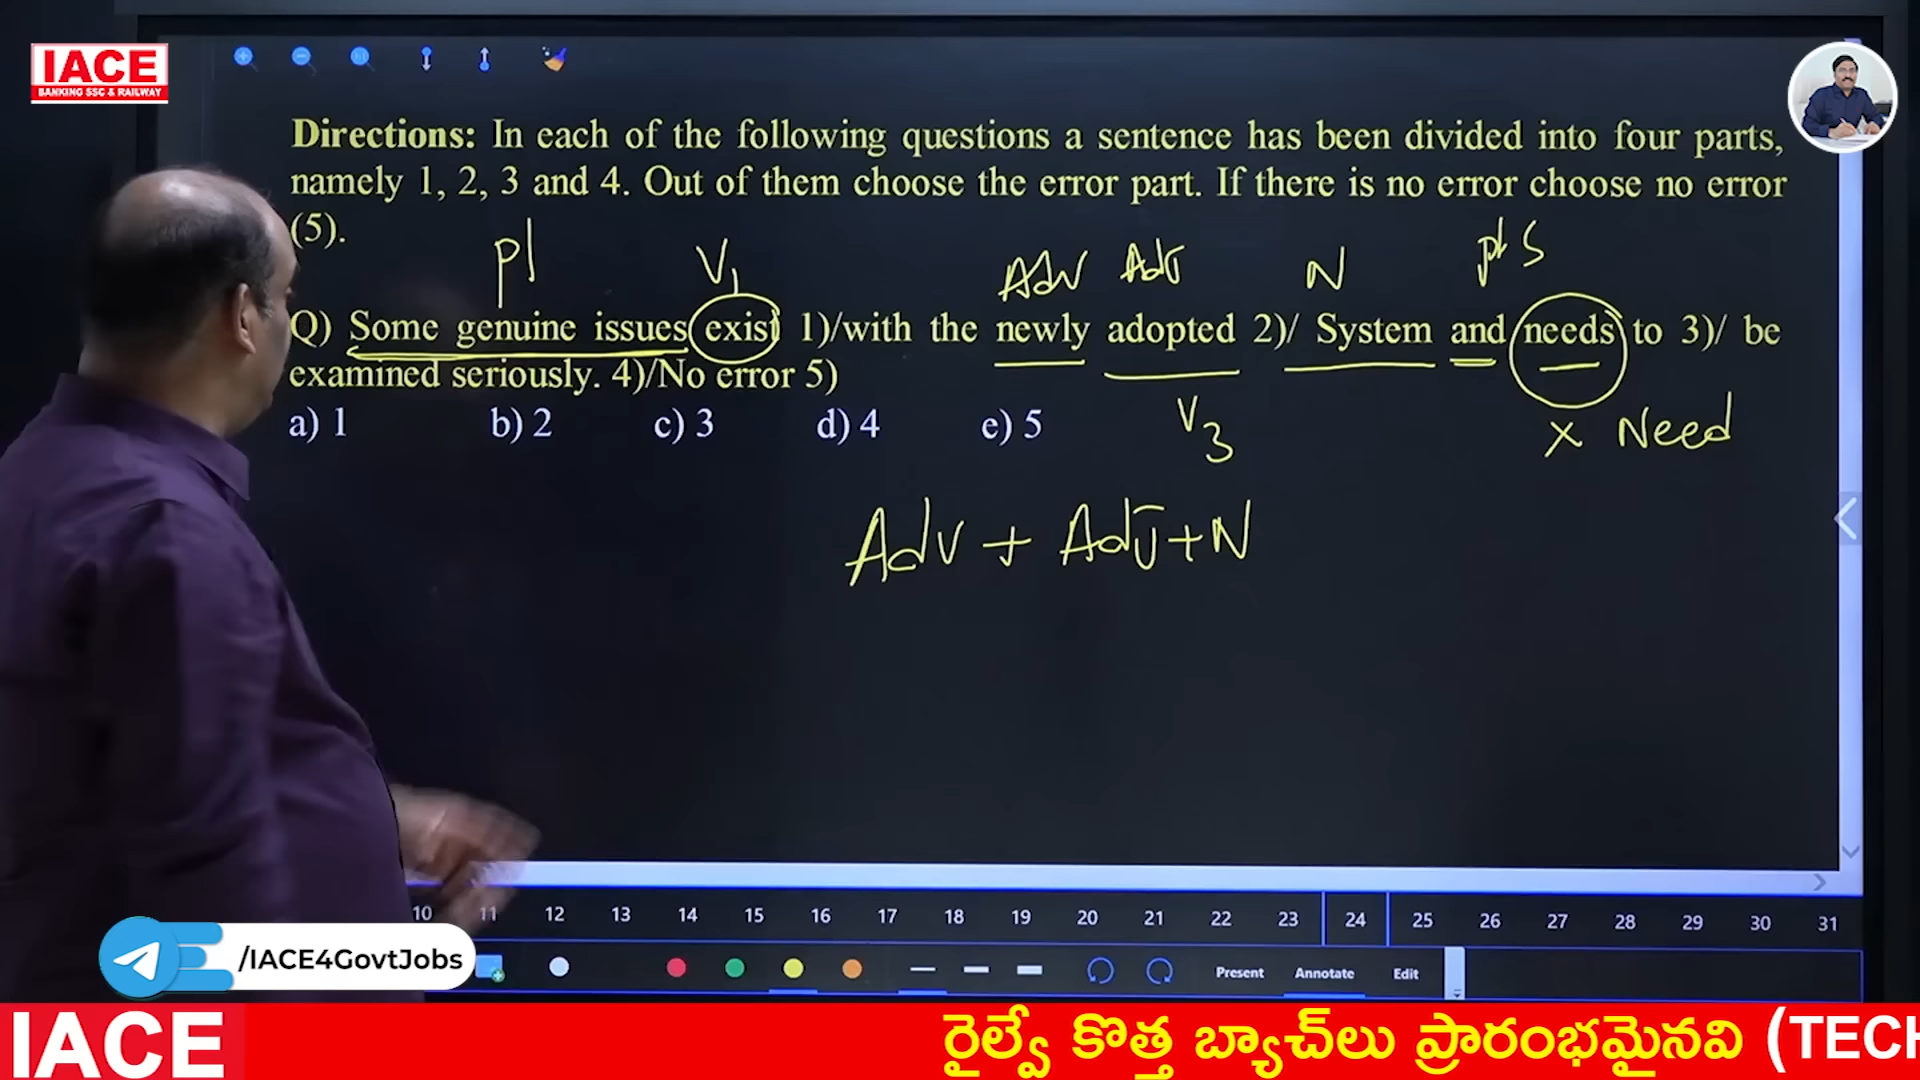 IACE
BANKING SSC & RAILWAY
Directions: In each of the following questions a sentence has been divided into four parts,
namely 1, 2, 3 and 4. Out of them choose the error part. If there is no error choose no error
(5).
pl V1 Adv Adj N S
Q) Some genuine issues exist 1)/with the newly adopted 2)/ System and needs to 3)/ be
examined seriously. 4)/No error 5)
a) 1 b) 2 c) 3 d) 4 e) 5
V3 x Need
Adv + Adj + N
10 11 12 13 14 15 16 17 18 19 20 21 22 23 24 25 26 27 28 29 30 31
/IACE4GovtJobs
Present Annotate Edit
IACE రైల్వే కొత్త బ్యాచ్‌లు ప్రారంభమైనవి (TECH